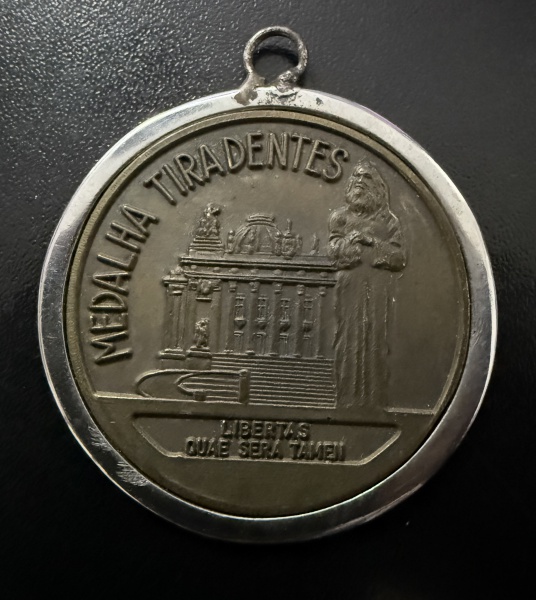 MEDALHA TIRADENTES
LIBERTAS
QUAE SERA TAMEN